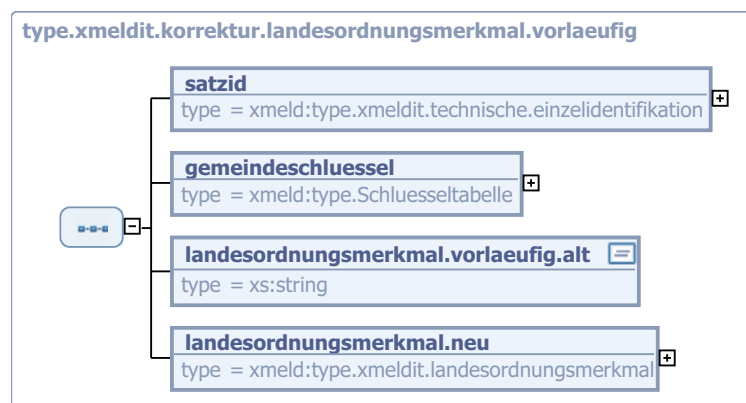 type.xmeldit.korrektur.landesordnungsmerkmal.vorlaeufig
satzid
type = xmeld:type.xmeldit.technische.einzelidentifikation
gemeindeschluessel
type = xmeld:type.Schluesseltabelle
landesordnungsmerkmal.vorlaeufig.alt
type = xs:string
landesordnungsmerkmal.neu
type = xmeld:type.xmeldit.landesordnungsmerkmal